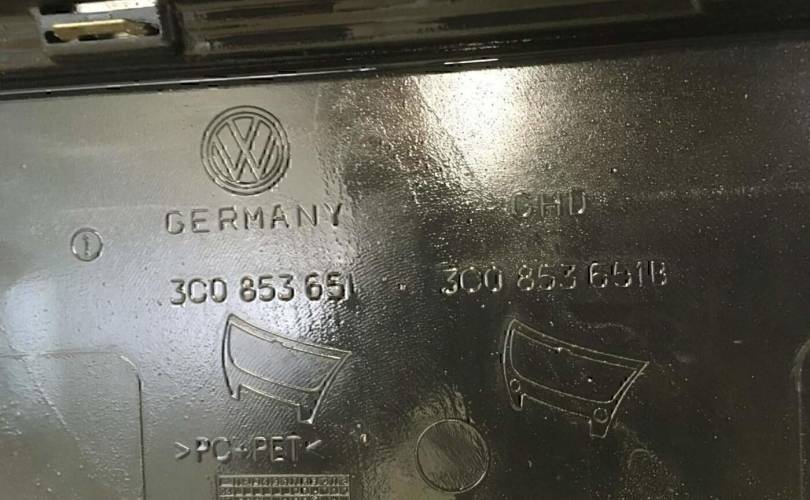 GERMANY CHD
3C0 853 651 . 3C0 853 651B
>PC+PET<